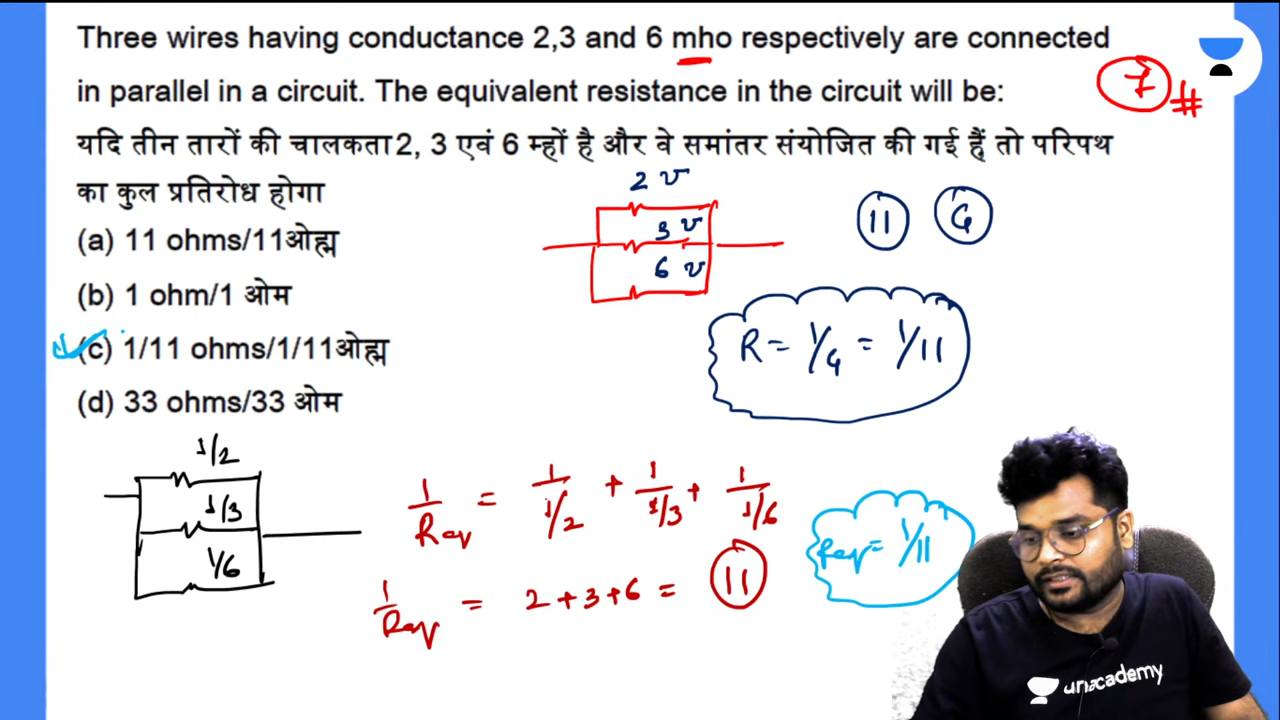 Three wires having conductance 2,3 and 6 mho respectively are connected
in parallel in a circuit. The equivalent resistance in the circuit will be:
7 #
यदि तीन तारों की चालकता 2, 3 एवं 6 म्हों है और वे समांतर संयोजित की गई हैं तो परिपथ
का कुल प्रतिरोध होगा
(a) 11 ohms/11ओह्म
(b) 1 ohm/1 ओम
(c) 1/11 ohms/1/11ओह्म
(d) 33 ohms/33 ओम
2 ʊ
3 ʊ
6 ʊ
11 G
R = 1/G = 1/11
1/2
1/3
1/6
1/Req = 1/1/2 + 1/1/3 + 1/1/6
1/Req = 2+3+6 = 11
Req = 1/11
unacademy